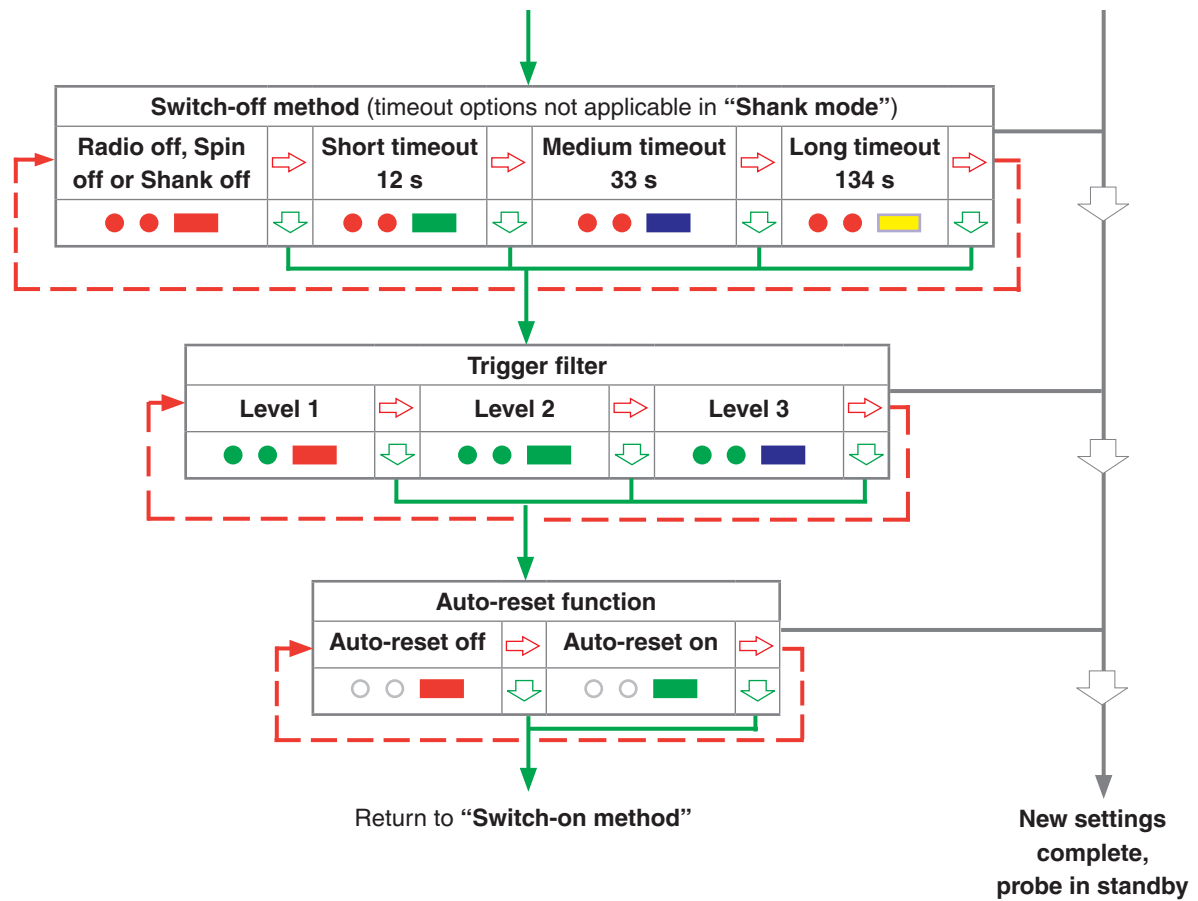 Switch-off method (timeout options not applicable in “Shank mode”)
Radio off, Spin off or Shank off
Short timeout 12 s
Medium timeout 33 s
Long timeout 134 s
Trigger filter
Level 1
Level 2
Level 3
Auto-reset function
Auto-reset off
Auto-reset on
Return to “Switch-on method”
New settings
complete,
probe in standby